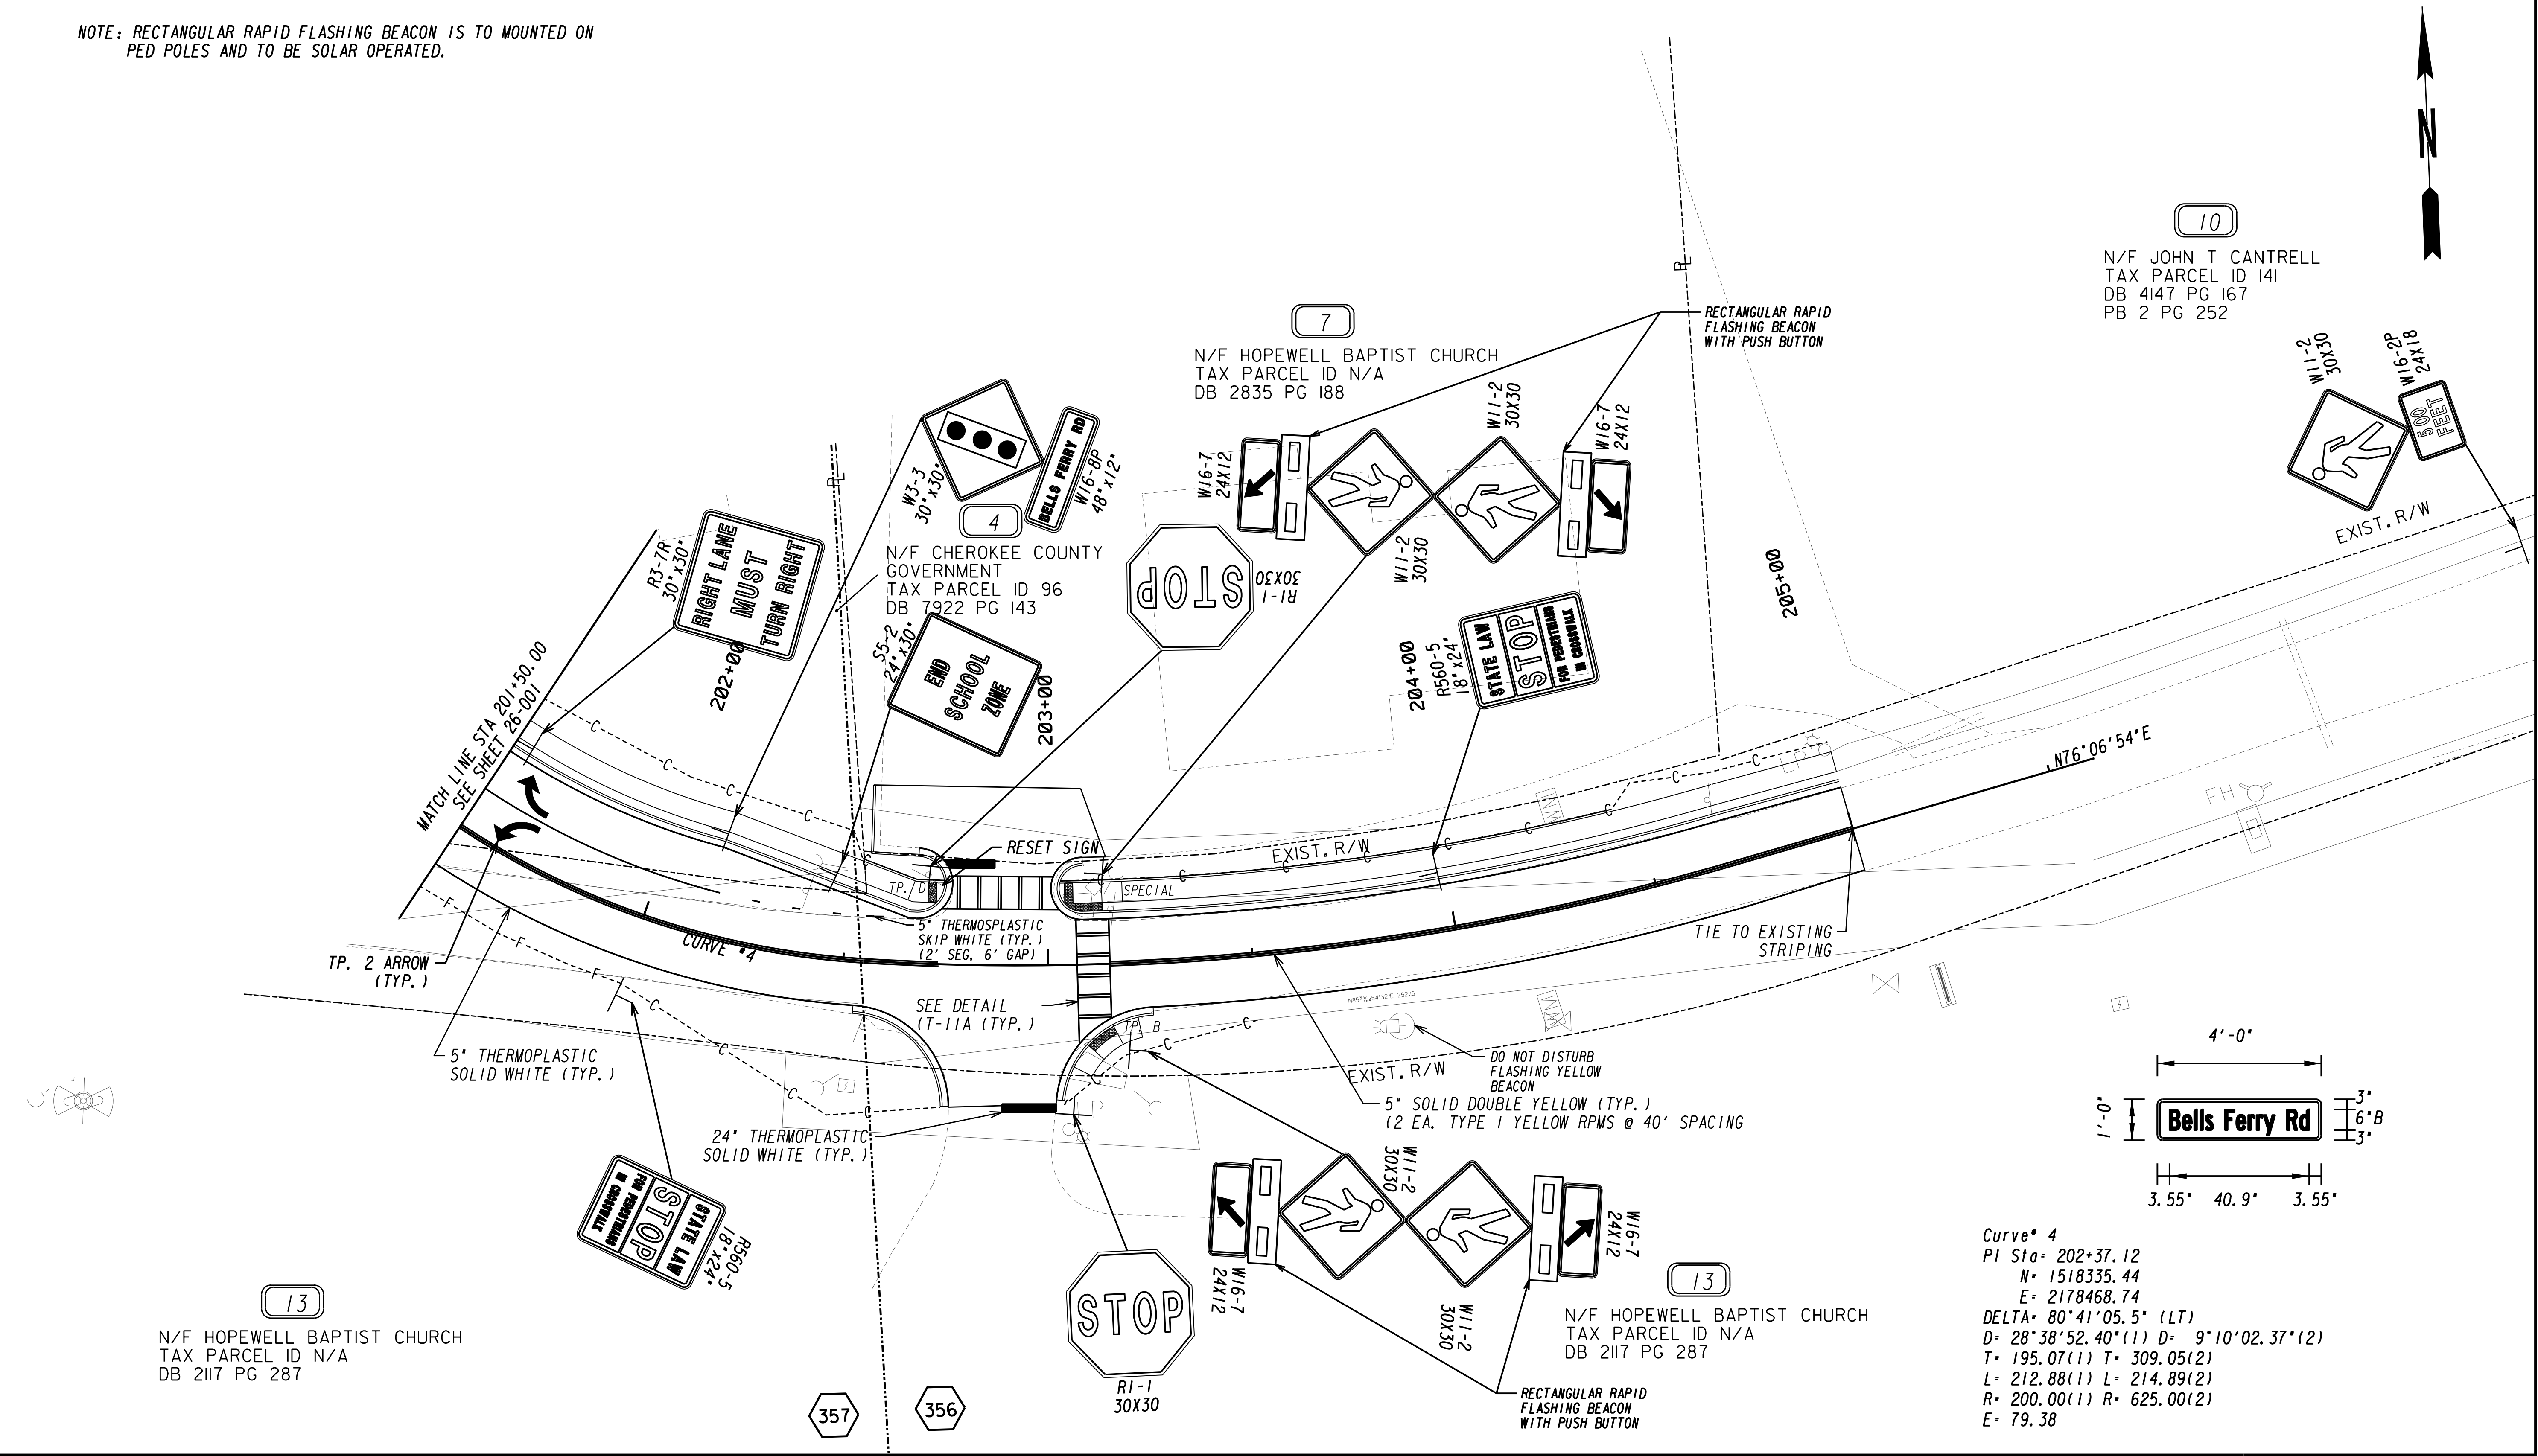 NOTE: RECTANGULAR RAPID FLASHING BEACON IS TO MOUNTED ON
PED POLES AND TO BE SOLAR OPERATED.
N
10
N/F JOHN T CANTRELL
TAX PARCEL ID 141
DB 4147 PG 167
PB 2 PG 252
W11-2
30X30
W16-2P
24X18
500
FEET
EXIST. R/W
PL
RECTANGULAR RAPID
FLASHING BEACON
WITH PUSH BUTTON
7
N/F HOPEWELL BAPTIST CHURCH
TAX PARCEL ID N/A
DB 2835 PG 188
W16-7
24X12
W11-2
30X30
W11-2
30X30
W16-7
24X12
W3-3
30"x30"
BELLS FERRY RD
W16-8P
48"x12"
4
N/F CHEROKEE COUNTY
GOVERNMENT
TAX PARCEL ID 96
DB 7922 PG 143
PL
R3-7R
30"x30"
RIGHT LANE
MUST
TURN RIGHT
STOP
R1-1
30X30
S5-2
24"x30"
END
SCHOOL
ZONE
R560-5
18"x24"
STATE LAW
STOP
FOR PEDESTRIANS
IN CROSSWALK
202+00
203+00
204+00
205+00
MATCH LINE STA 201+50.00
SEE SHEET 26-001
C
C
C
C
C
RESET SIGN
EXIST. R/W
C
C
C
C
C
C
C
C
C
LP
N76°06'54"E
FH
TP. D
SPECIAL
5" THERMOSPLASTIC
SKIP WHITE (TYP.)
(2' SEG, 6' GAP)
CURVE #4
F
F
F
TP. 2 ARROW
(TYP.)
TIE TO EXISTING
STRIPING
SEE DETAIL
(T-11A (TYP.)
TP. B
C
C
C
C
C
C
C
5" THERMOPLASTIC
SOLID WHITE (TYP.)
DO NOT DISTURB
FLASHING YELLOW
BEACON
EXIST. R/W
5" SOLID DOUBLE YELLOW (TYP.)
(2 EA. TYPE 1 YELLOW RPMS @ 40' SPACING
24" THERMOPLASTIC
SOLID WHITE (TYP.)
LP
R560-5
18"x24"
STATE LAW
STOP
FOR PEDESTRIANS
IN CROSSWALK
W16-7
24X12
W11-2
30X30
W11-2
30X30
W16-7
24X12
STOP
R1-1
30X30
RECTANGULAR RAPID
FLASHING BEACON
WITH PUSH BUTTON
13
N/F HOPEWELL BAPTIST CHURCH
TAX PARCEL ID N/A
DB 2117 PG 287
13
N/F HOPEWELL BAPTIST CHURCH
TAX PARCEL ID N/A
DB 2117 PG 287
357
356
4'-0"
1'-0"
Bells Ferry Rd
3"
6"B
3"
3.55" 40.9" 3.55"
Curve# 4
PI Sta= 202+37.12
N= 1518335.44
E= 2178468.74
DELTA= 80°41'05.5" (LT)
D= 28°38'52.40"(1) D= 9°10'02.37"(2)
T= 195.07(1) T= 309.05(2)
L= 212.88(1) L= 214.89(2)
R= 200.00(1) R= 625.00(2)
E= 79.38